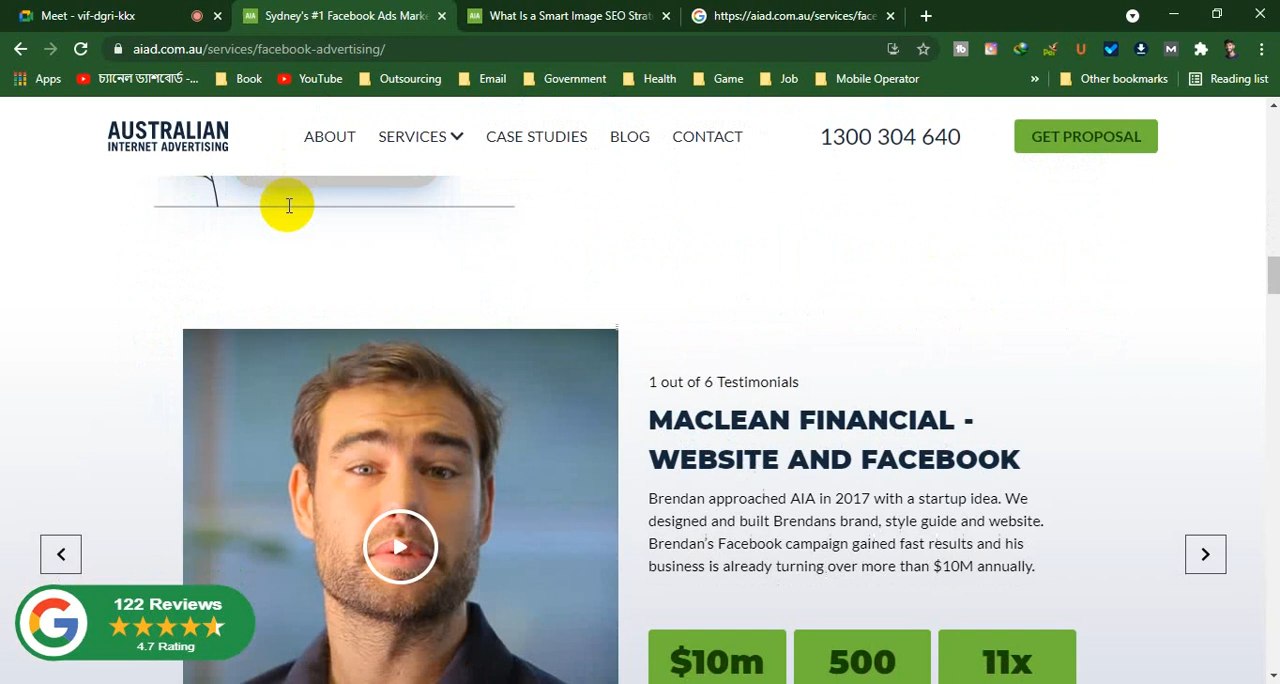 Meet - vif-dgri-kkx
Sydney's #1 Facebook Ads Marke
What Is a Smart Image SEO Strat
https://aiad.com.au/services/face
aiad.com.au/services/facebook-advertising/
Apps
চ্যানেল ড্যাশবোর্ড -...
Book
YouTube
Outsourcing
Email
Government
Health
Game
Job
Mobile Operator
»
Other bookmarks
Reading list
AUSTRALIAN
INTERNET ADVERTISING
ABOUT
SERVICES
CASE STUDIES
BLOG
CONTACT
1300 304 640
GET PROPOSAL
1 out of 6 Testimonials
MACLEAN FINANCIAL -
WEBSITE AND FACEBOOK
Brendan approached AIA in 2017 with a startup idea. We
designed and built Brendans brand, style guide and website.
Brendan's Facebook campaign gained fast results and his
business is already turning over more than $10M annually.
122 Reviews
4.7 Rating
$10m
500
11x